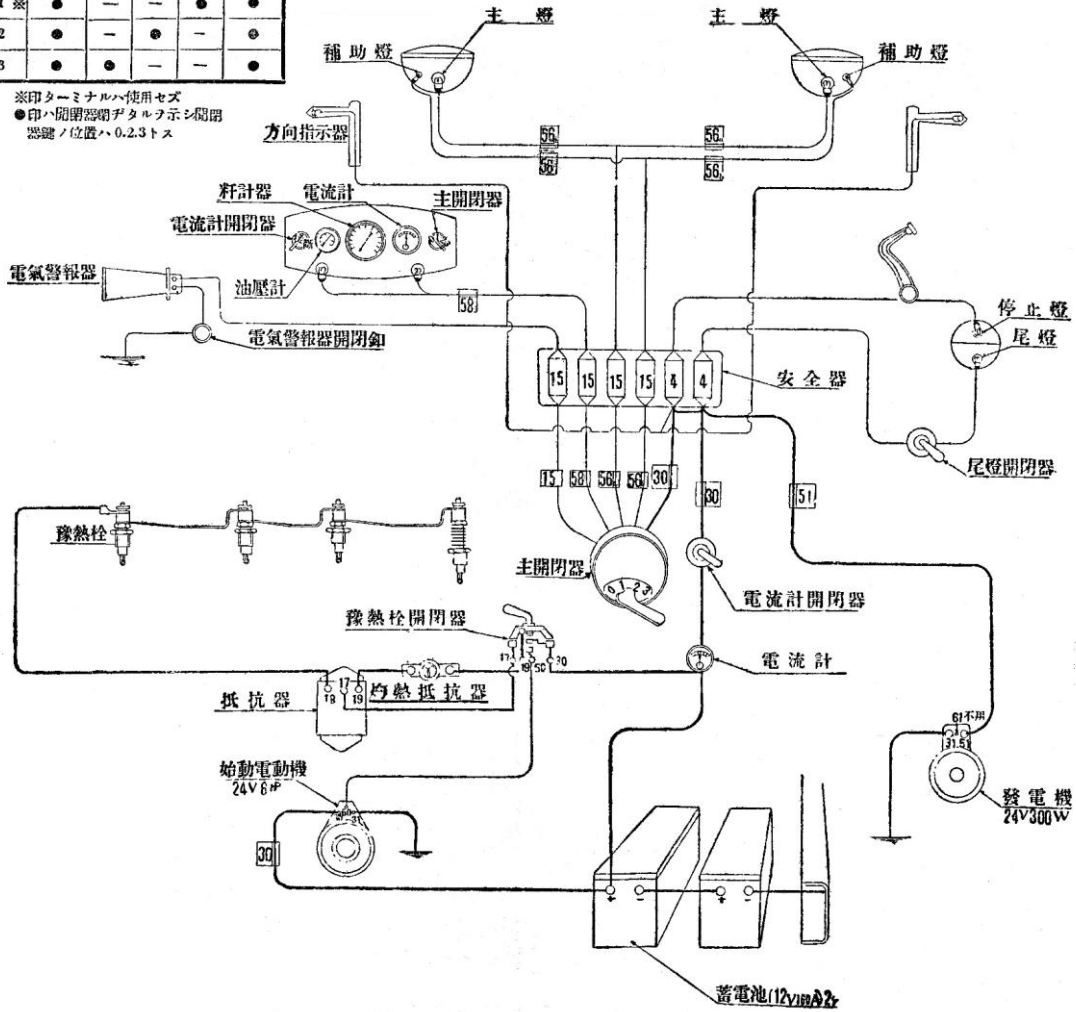 ※ ● － － ● ●
2 ● － ● － ●
3 ● ● － － ●
※印ターミナルハ使用セズ
●印ハ開閉器閉ヂタルヲ示シ開閉
器鍵ノ位置ハ0.2.3トス
主燈
主燈
補助燈
補助燈
方向指示器
56
56
56
56
粁計器
電流計
主開閉器
電流計開閉器
電氣警報器
油壓計
58
電氣警報器開閉釦
停止燈
尾燈
15 15 15 15 4 4
安全器
尾燈開閉器
15 58 56 56 30 30 51
豫熱栓
主開閉器
0 1 2 3
電流計開閉器
豫熱栓開閉器
17 19 50 30
電流計
抵抗器
18 17 19
灼熱抵抗器
61不用
31.51
始動電動機
24V 6HP
發電機
24V300W
30
+ - + -
蓄電池(12V160A)2ヶ